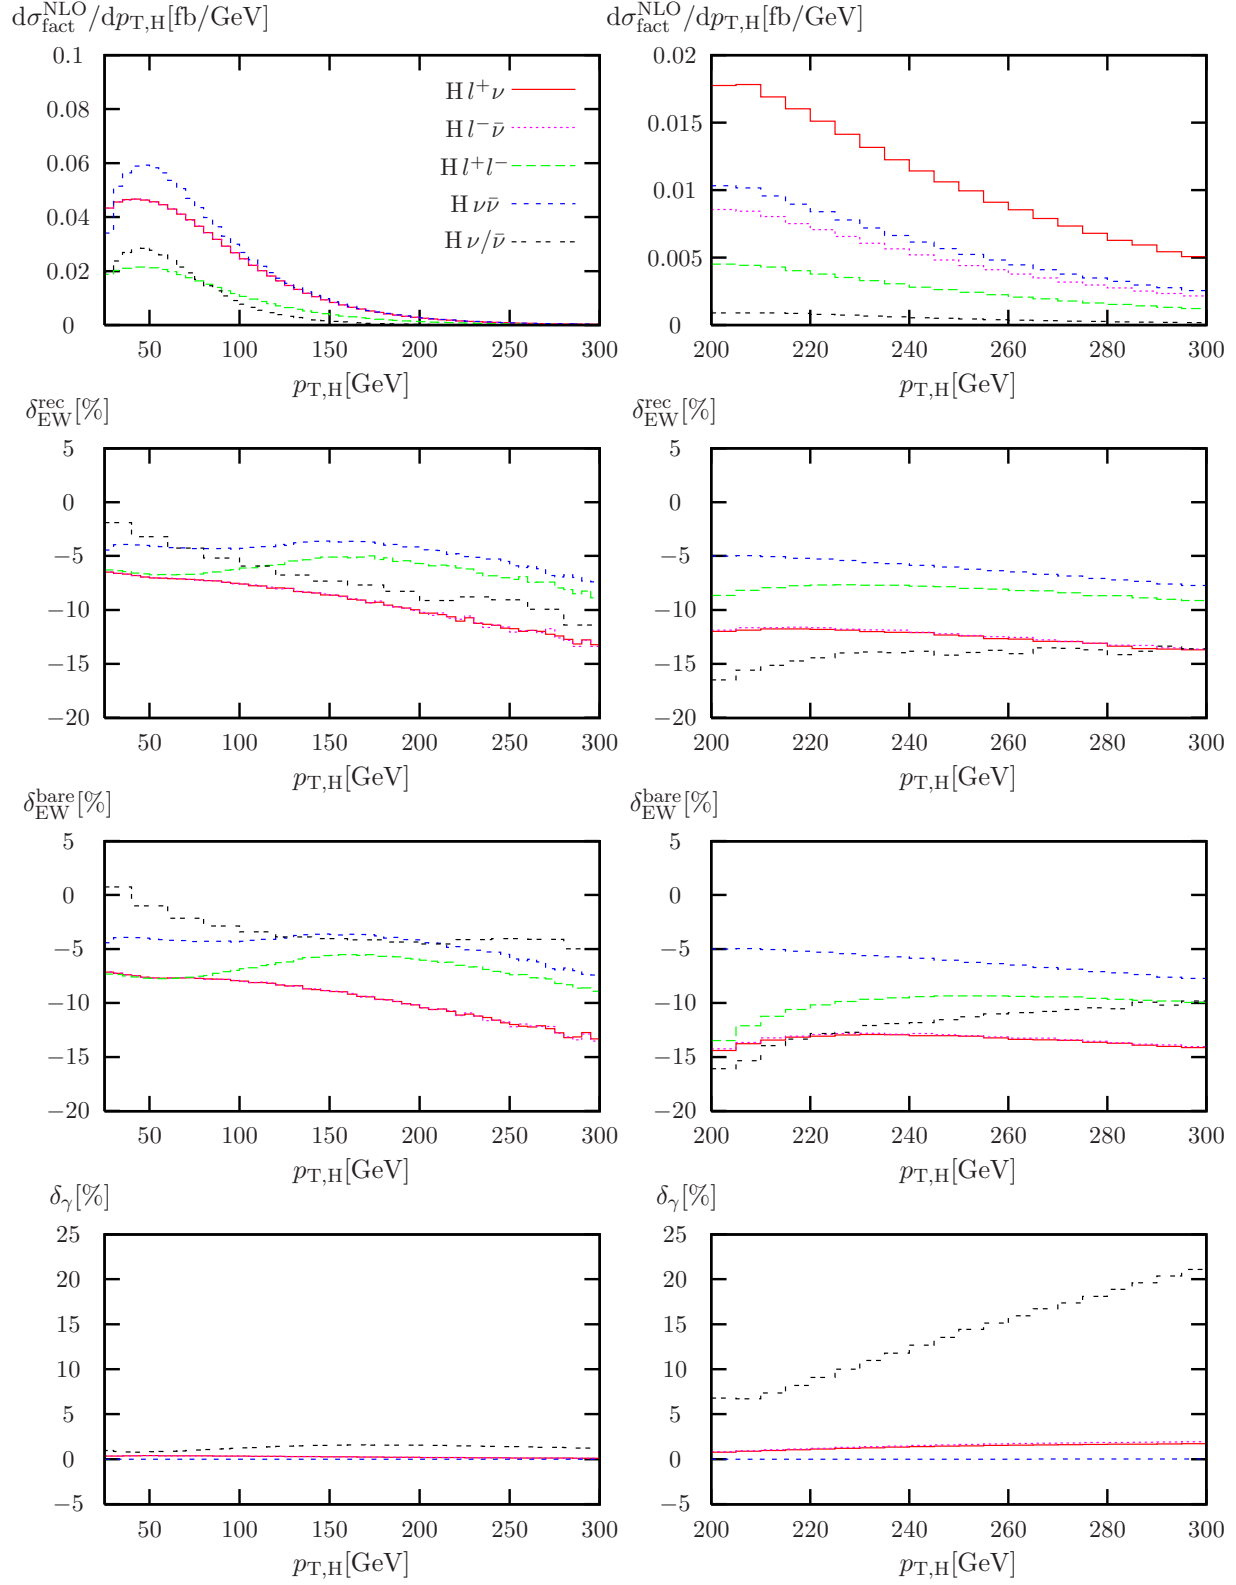 dσ^NLO_fact/dp_T,H[fb/GeV]
0.1
0.08
0.06
0.04
0.02
0
50 100 150 200 250 300
p_T,H[GeV]
H l⁺ν
H l⁻ν̄
H l⁺l⁻
H νν̄
H ν/ν̄
dσ^NLO_fact/dp_T,H[fb/GeV]
0.02
0.015
0.01
0.005
0
200 220 240 260 280 300
p_T,H[GeV]
δ^rec_EW[%]
5
0
−5
−10
−15
−20
50 100 150 200 250 300
p_T,H[GeV]
δ^rec_EW[%]
5
0
−5
−10
−15
−20
200 220 240 260 280 300
p_T,H[GeV]
δ^bare_EW[%]
5
0
−5
−10
−15
−20
50 100 150 200 250 300
p_T,H[GeV]
δ^bare_EW[%]
5
0
−5
−10
−15
−20
200 220 240 260 280 300
p_T,H[GeV]
δ_γ[%]
25
20
15
10
5
0
−5
50 100 150 200 250 300
p_T,H[GeV]
δ_γ[%]
25
20
15
10
5
0
−5
200 220 240 260 280 300
p_T,H[GeV]